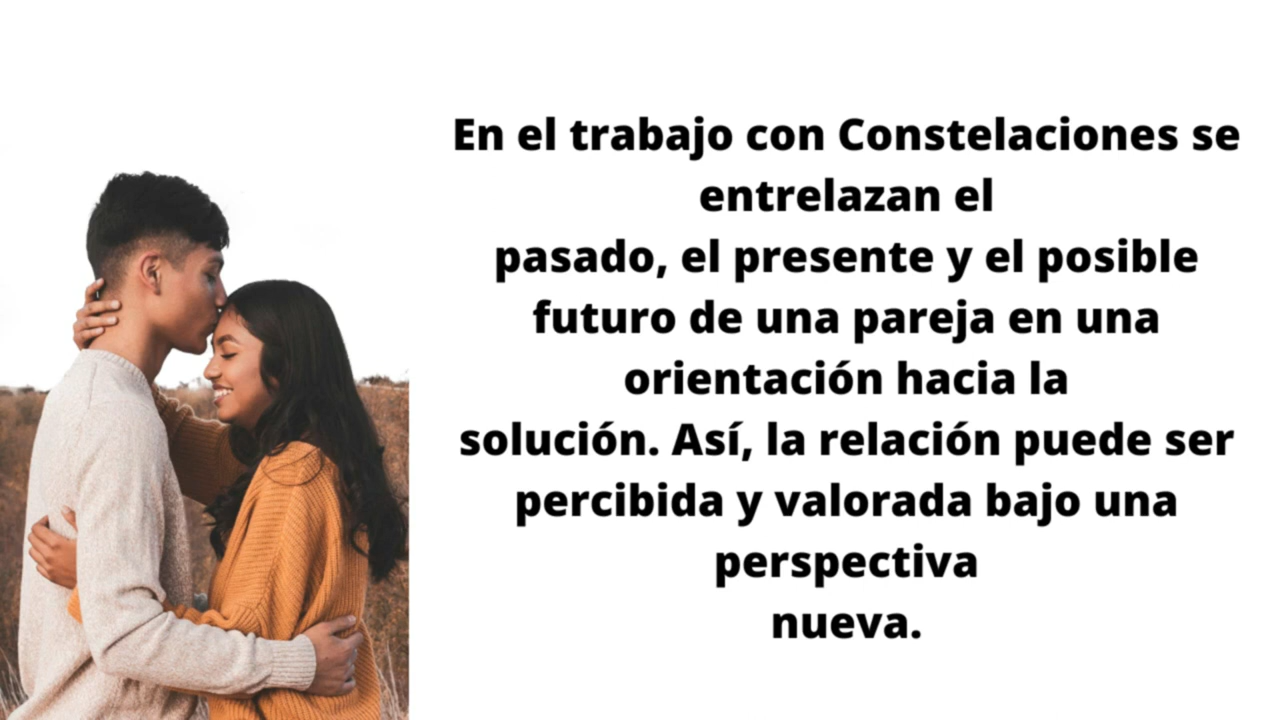 En el trabajo con Constelaciones se
entrelazan el
pasado, el presente y el posible
futuro de una pareja en una
orientación hacia la
solución. Así, la relación puede ser
percibida y valorada bajo una
perspectiva
nueva.